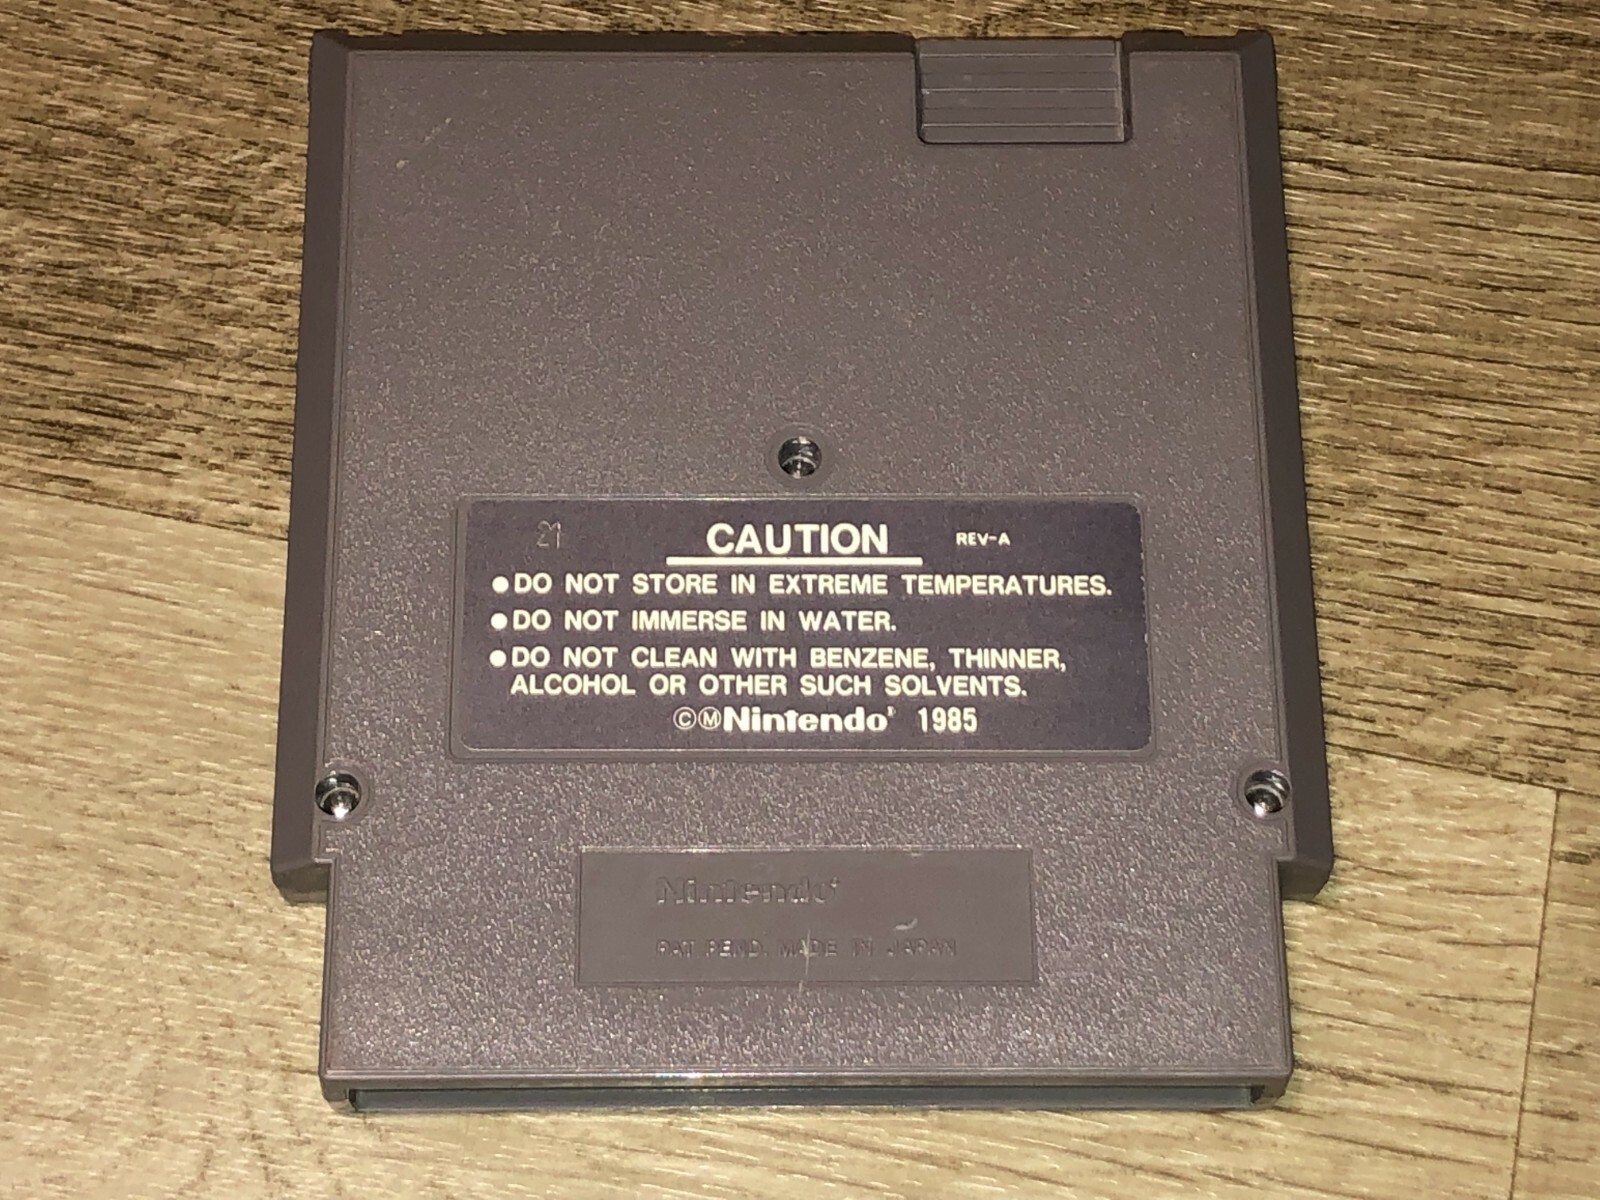 21 CAUTION REV-A
●DO NOT STORE IN EXTREME TEMPERATURES.
●DO NOT IMMERSE IN WATER.
●DO NOT CLEAN WITH BENZENE, THINNER,
ALCOHOL OR OTHER SUCH SOLVENTS.
©ⓂNintendo® 1985
Nintendo®
PAT. PEND. MADE IN JAPAN